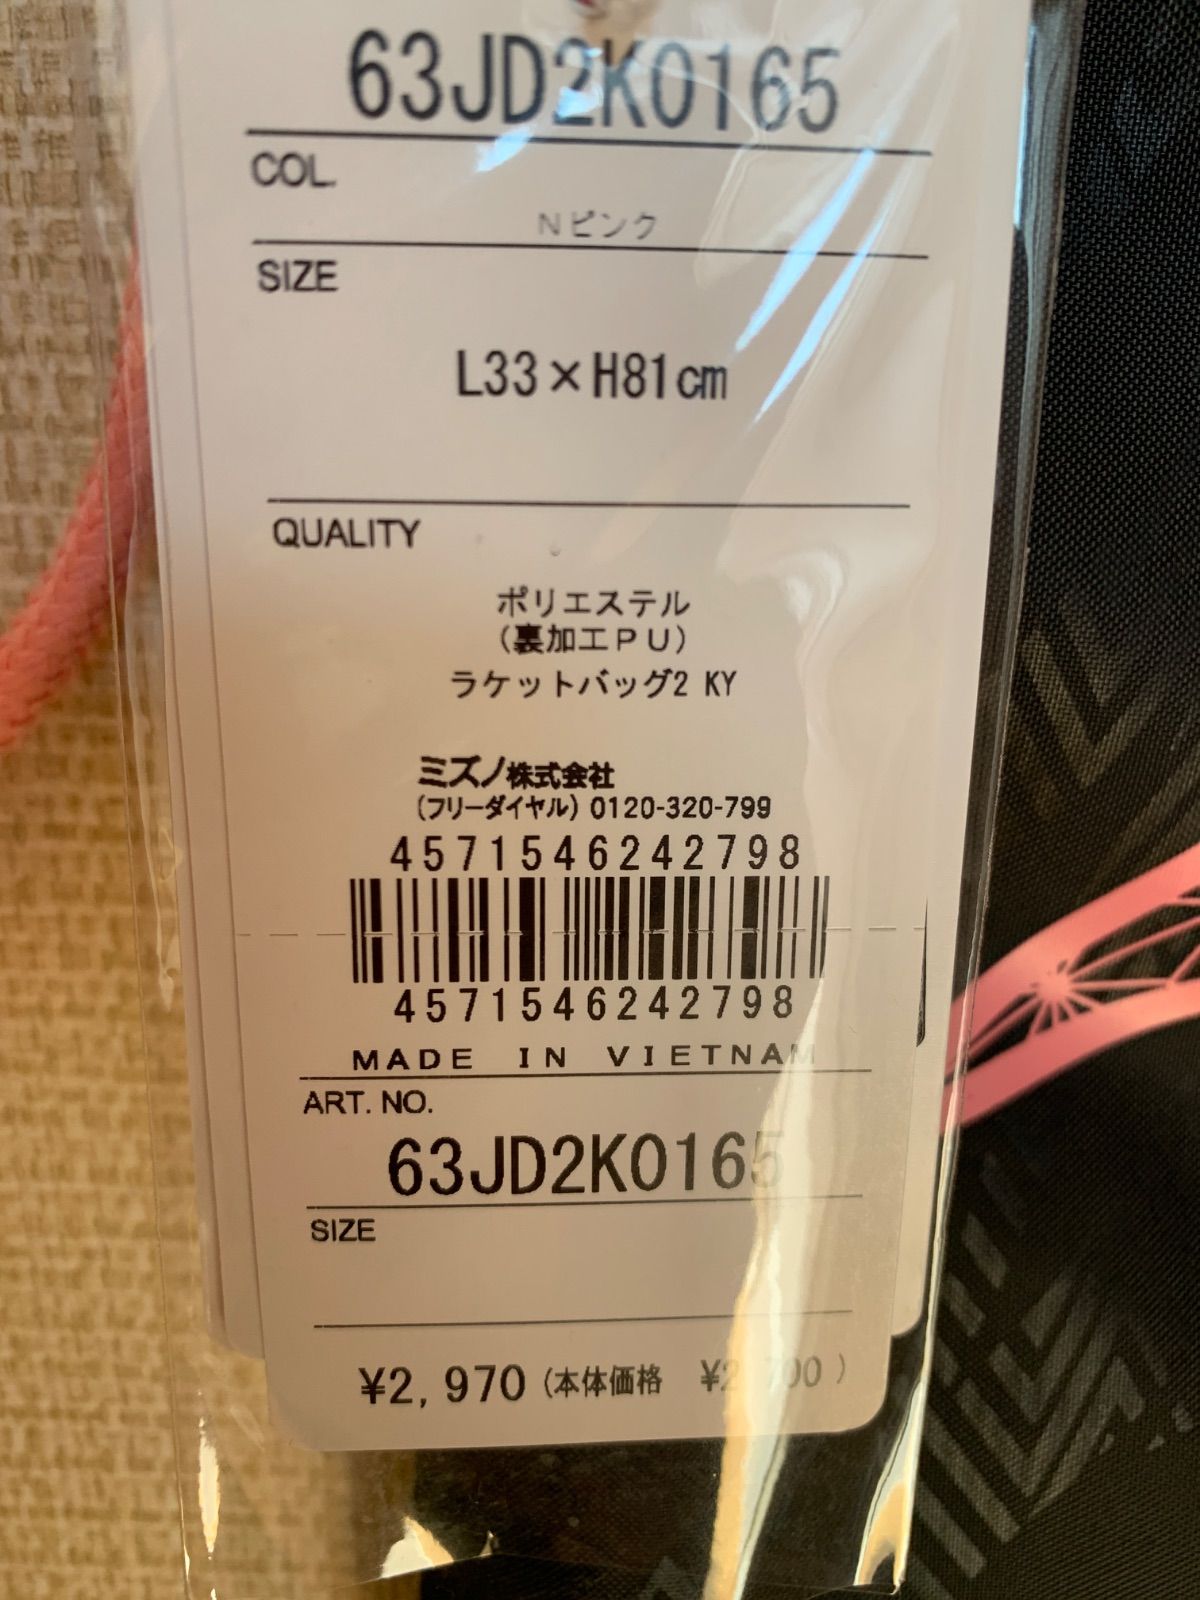 63JD2K0165
COL.
Nピンク
SIZE
L33×H81cm
QUALITY
ポリエステル
(裏加工PU)
ラケットバッグ2 KY
ミズノ株式会社
(フリーダイヤル) 0120-320-799
4571546242798
4571546242798
MADE IN VIETNAM
ART. NO.
63JD2K0165
SIZE
¥2,970 (本体価格 ¥2,700)